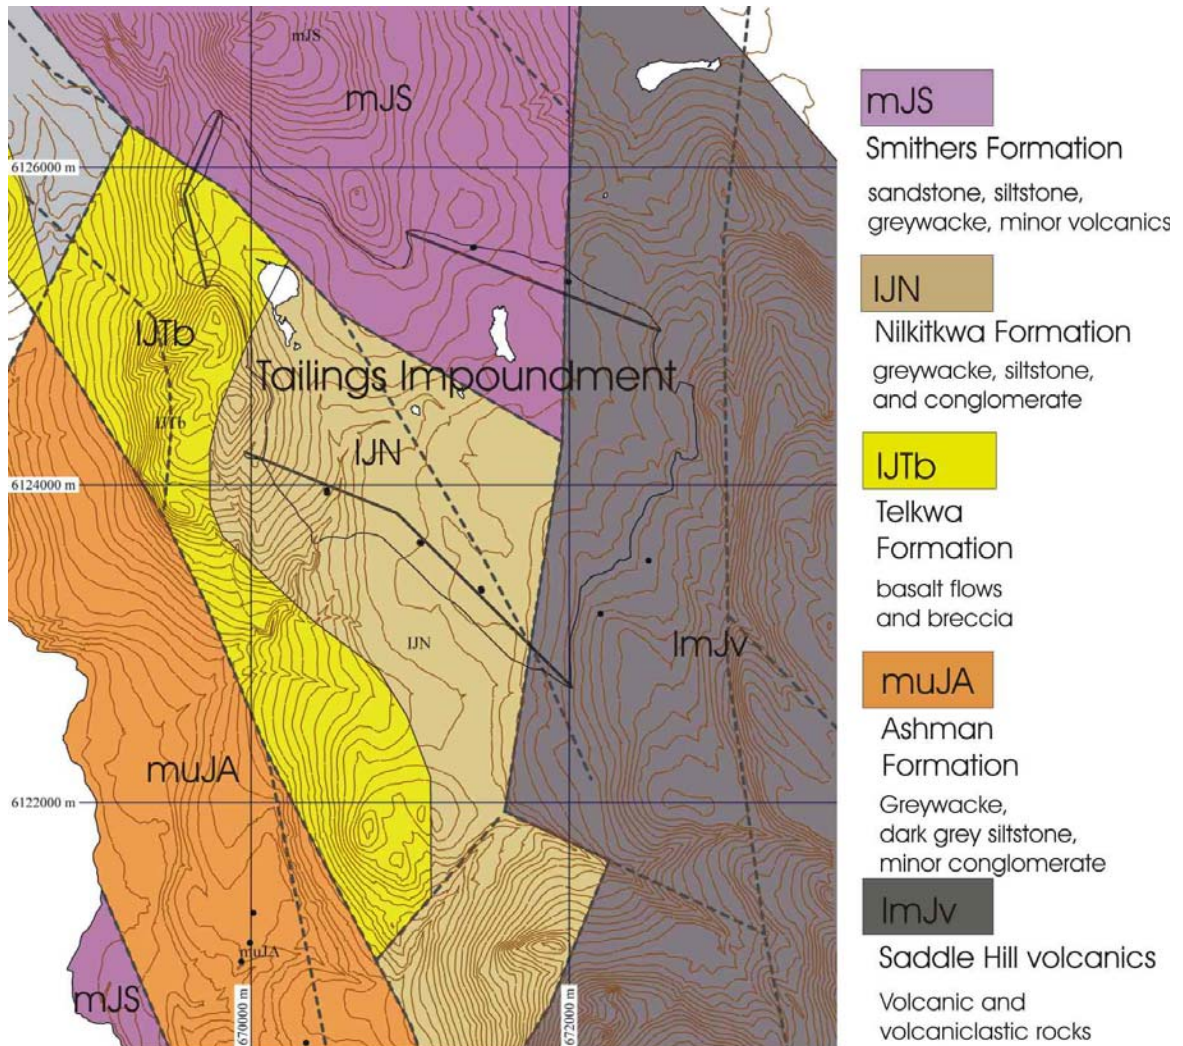 mJS
mJS
6126000 m
lJTb
Tailings Impoundment
lJTb
lJN
6124000 m
lJN
lmJv
muJA
6122000 m
muJA
mJS
670000 m
672000 m
mJS
Smithers Formation
sandstone, siltstone,
greywacke, minor volcanics
lJN
Nilkitkwa Formation
greywacke, siltstone,
and conglomerate
lJTb
Telkwa
Formation
basalt flows
and breccia
muJA
Ashman
Formation
Greywacke,
dark grey siltstone,
minor conglomerate
lmJv
Saddle Hill volcanics
Volcanic and
volcaniclastic rocks